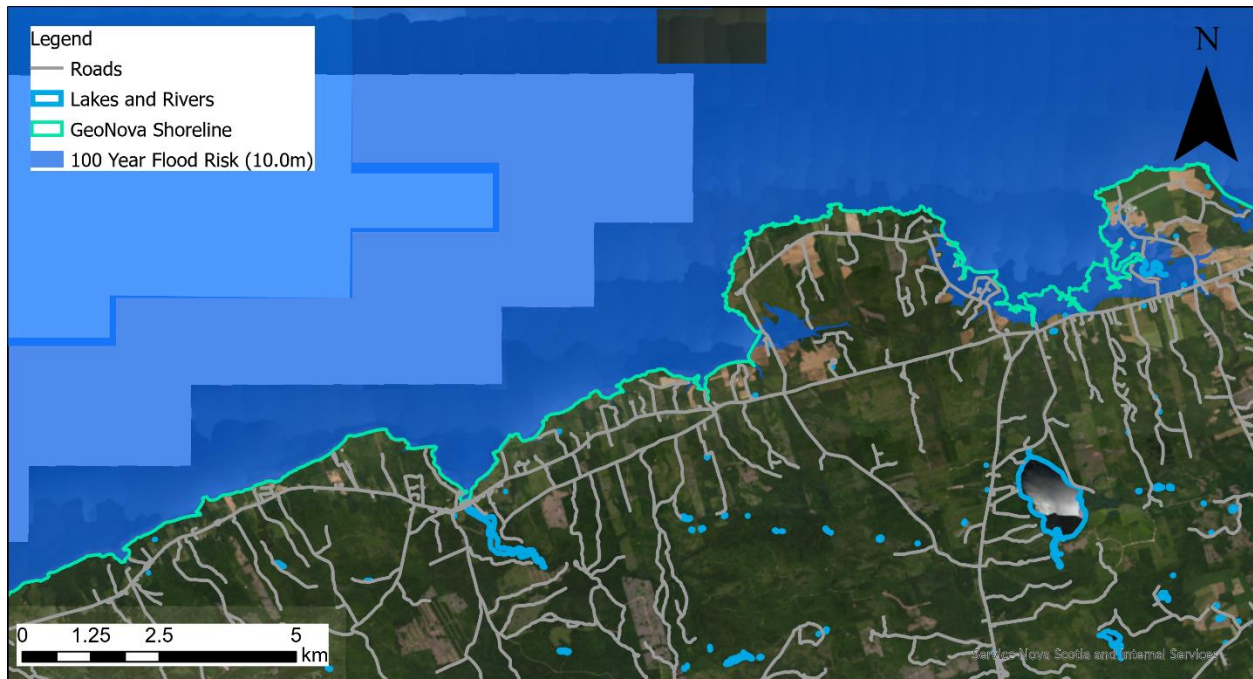 Legend
Roads
Lakes and Rivers
GeoNova Shoreline
100 Year Flood Risk (10.0m)
N
0 1.25 2.5 5
km
Service Nova Scotia and Internal Services